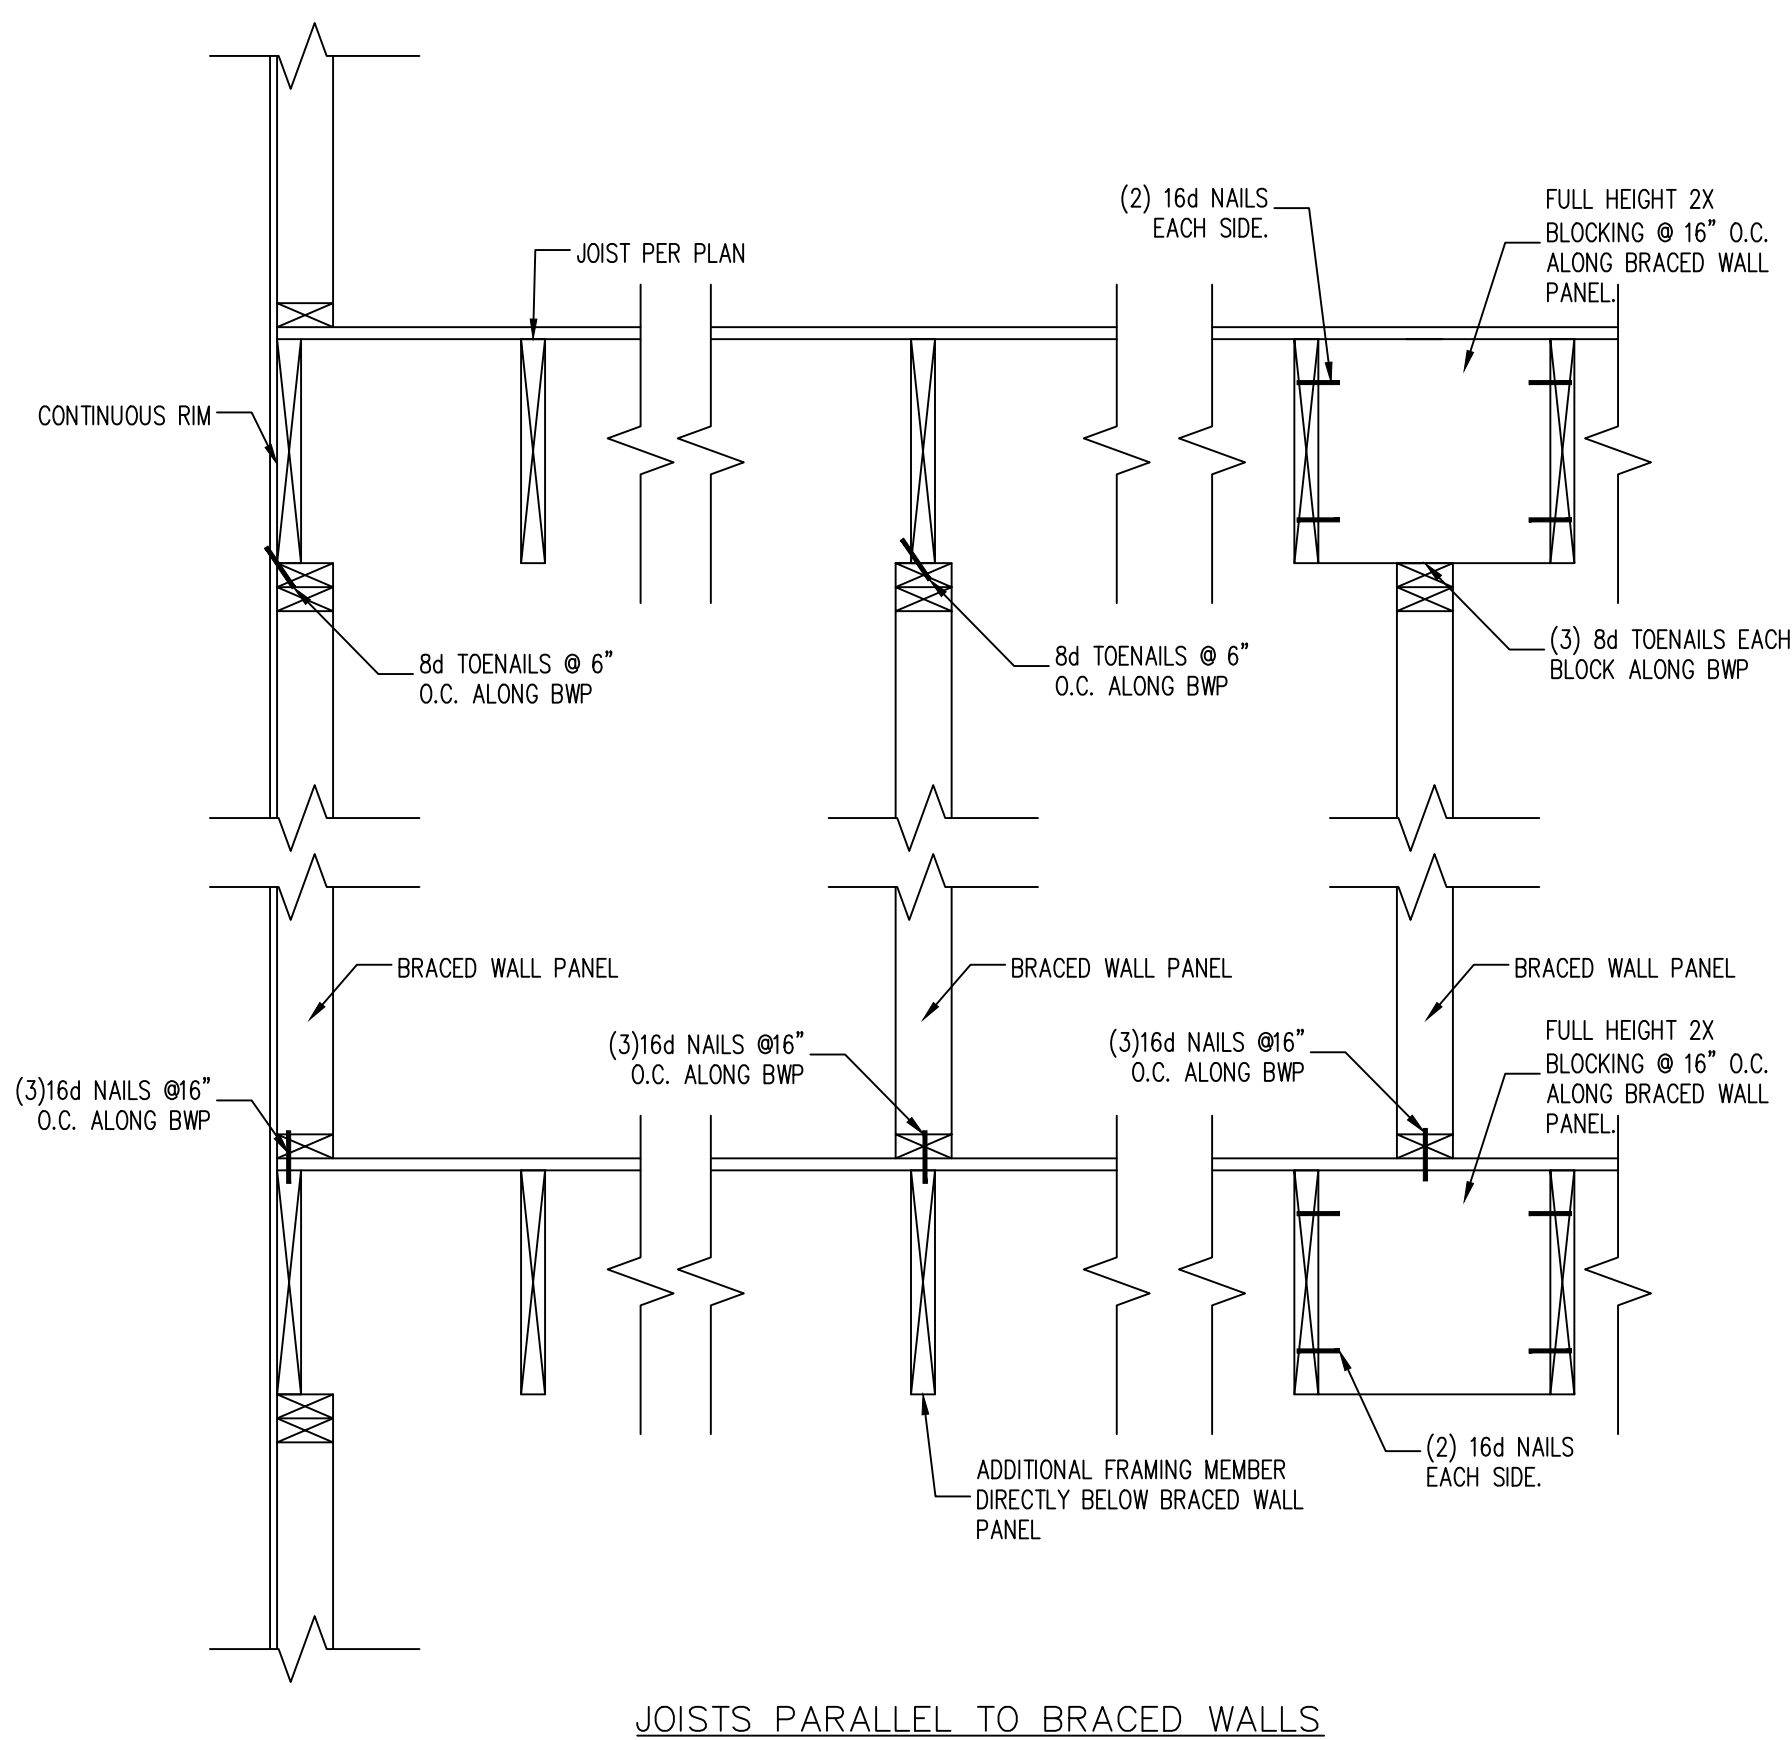 (2) 16d NAILS
EACH SIDE.
FULL HEIGHT 2X
BLOCKING @ 16" O.C.
ALONG BRACED WALL
PANEL.
JOIST PER PLAN
CONTINUOUS RIM
8d TOENAILS @ 6"
O.C. ALONG BWP
8d TOENAILS @ 6"
O.C. ALONG BWP
(3) 8d TOENAILS EACH
BLOCK ALONG BWP
BRACED WALL PANEL
BRACED WALL PANEL
BRACED WALL PANEL
(3)16d NAILS @16"
O.C. ALONG BWP
(3)16d NAILS @16"
O.C. ALONG BWP
(3)16d NAILS @16"
O.C. ALONG BWP
FULL HEIGHT 2X
BLOCKING @ 16" O.C.
ALONG BRACED WALL
PANEL.
(2) 16d NAILS
EACH SIDE.
ADDITIONAL FRAMING MEMBER
DIRECTLY BELOW BRACED WALL
PANEL
JOISTS PARALLEL TO BRACED WALLS